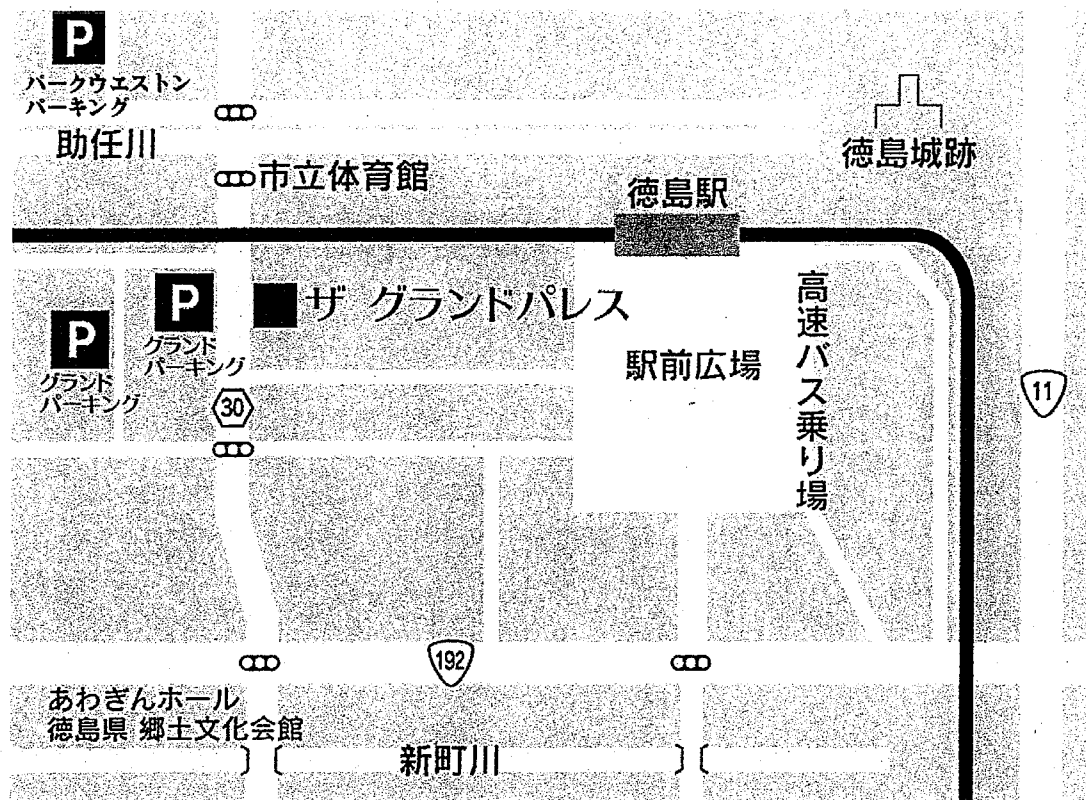 P
パークウエストン
パーキング
助任川
市立体育館
徳島城跡
徳島駅
P
グランド
パーキング
P
グランド
パーキング
ザ グランドパレス
駅前広場
高速バス乗り場
30
11
192
あわぎんホール
徳島県 郷土文化会館
新町川